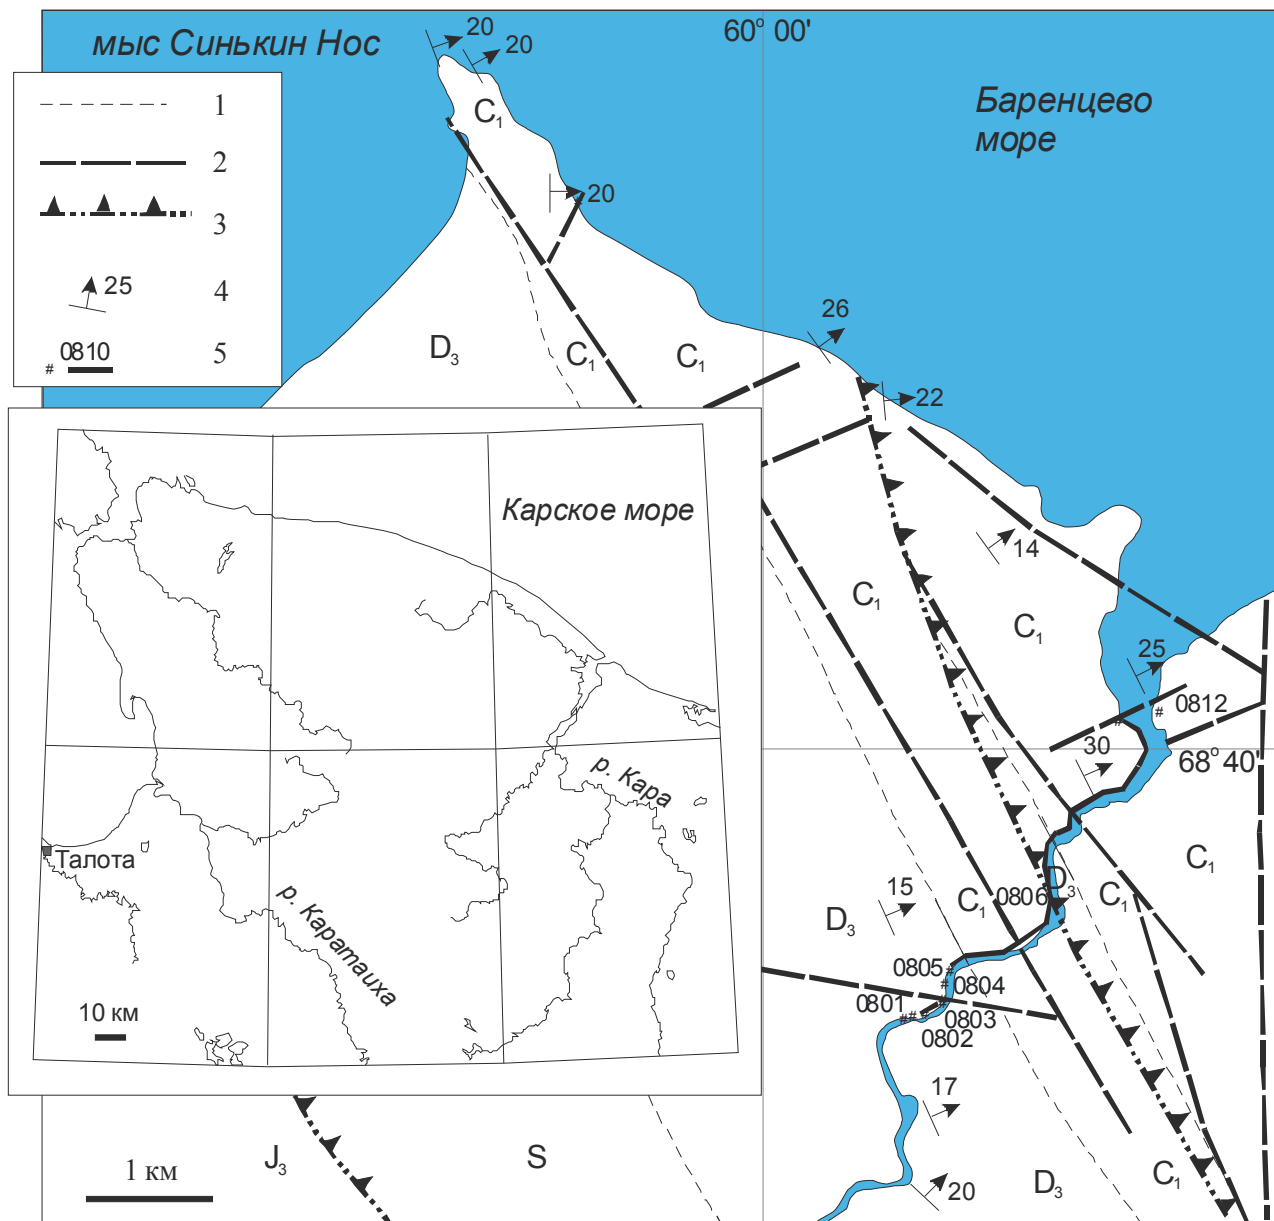 мыс Синькин Нос
20
20
60° 00'
Баренцево
море
1
2
3
25
4
0810
#
5
C₁
20
D₃
C₁
C₁
26
22
14
C₁
C₁
25
# 0812
#
30
68° 40'
Карское море
р. Кара
Талота
р. Каратаиха
10 км
15
D₃
C₁
0806
D₃
C₁
C₁
0805 #
# 0804
0801
# # #
#
0803
0802
17
20
J₃
S
D₃
C₁
1 км